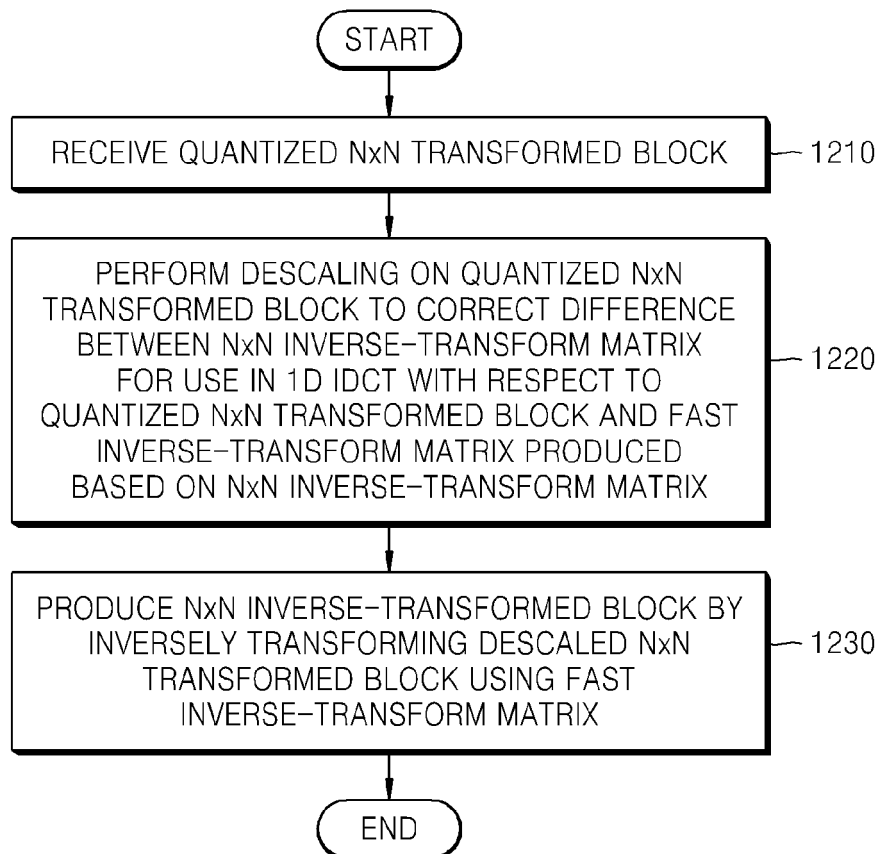 START
RECEIVE QUANTIZED NxN TRANSFORMED BLOCK
1210
PERFORM DESCALING ON QUANTIZED NxN
TRANSFORMED BLOCK TO CORRECT DIFFERENCE
BETWEEN NxN INVERSE-TRANSFORM MATRIX
FOR USE IN 1D IDCT WITH RESPECT TO
QUANTIZED NxN TRANSFORMED BLOCK AND FAST
INVERSE-TRANSFORM MATRIX PRODUCED
BASED ON NxN INVERSE-TRANSFORM MATRIX
1220
PRODUCE NxN INVERSE-TRANSFORMED BLOCK BY
INVERSELY TRANSFORMING DESCALED NxN
TRANSFORMED BLOCK USING FAST
INVERSE-TRANSFORM MATRIX
1230
END